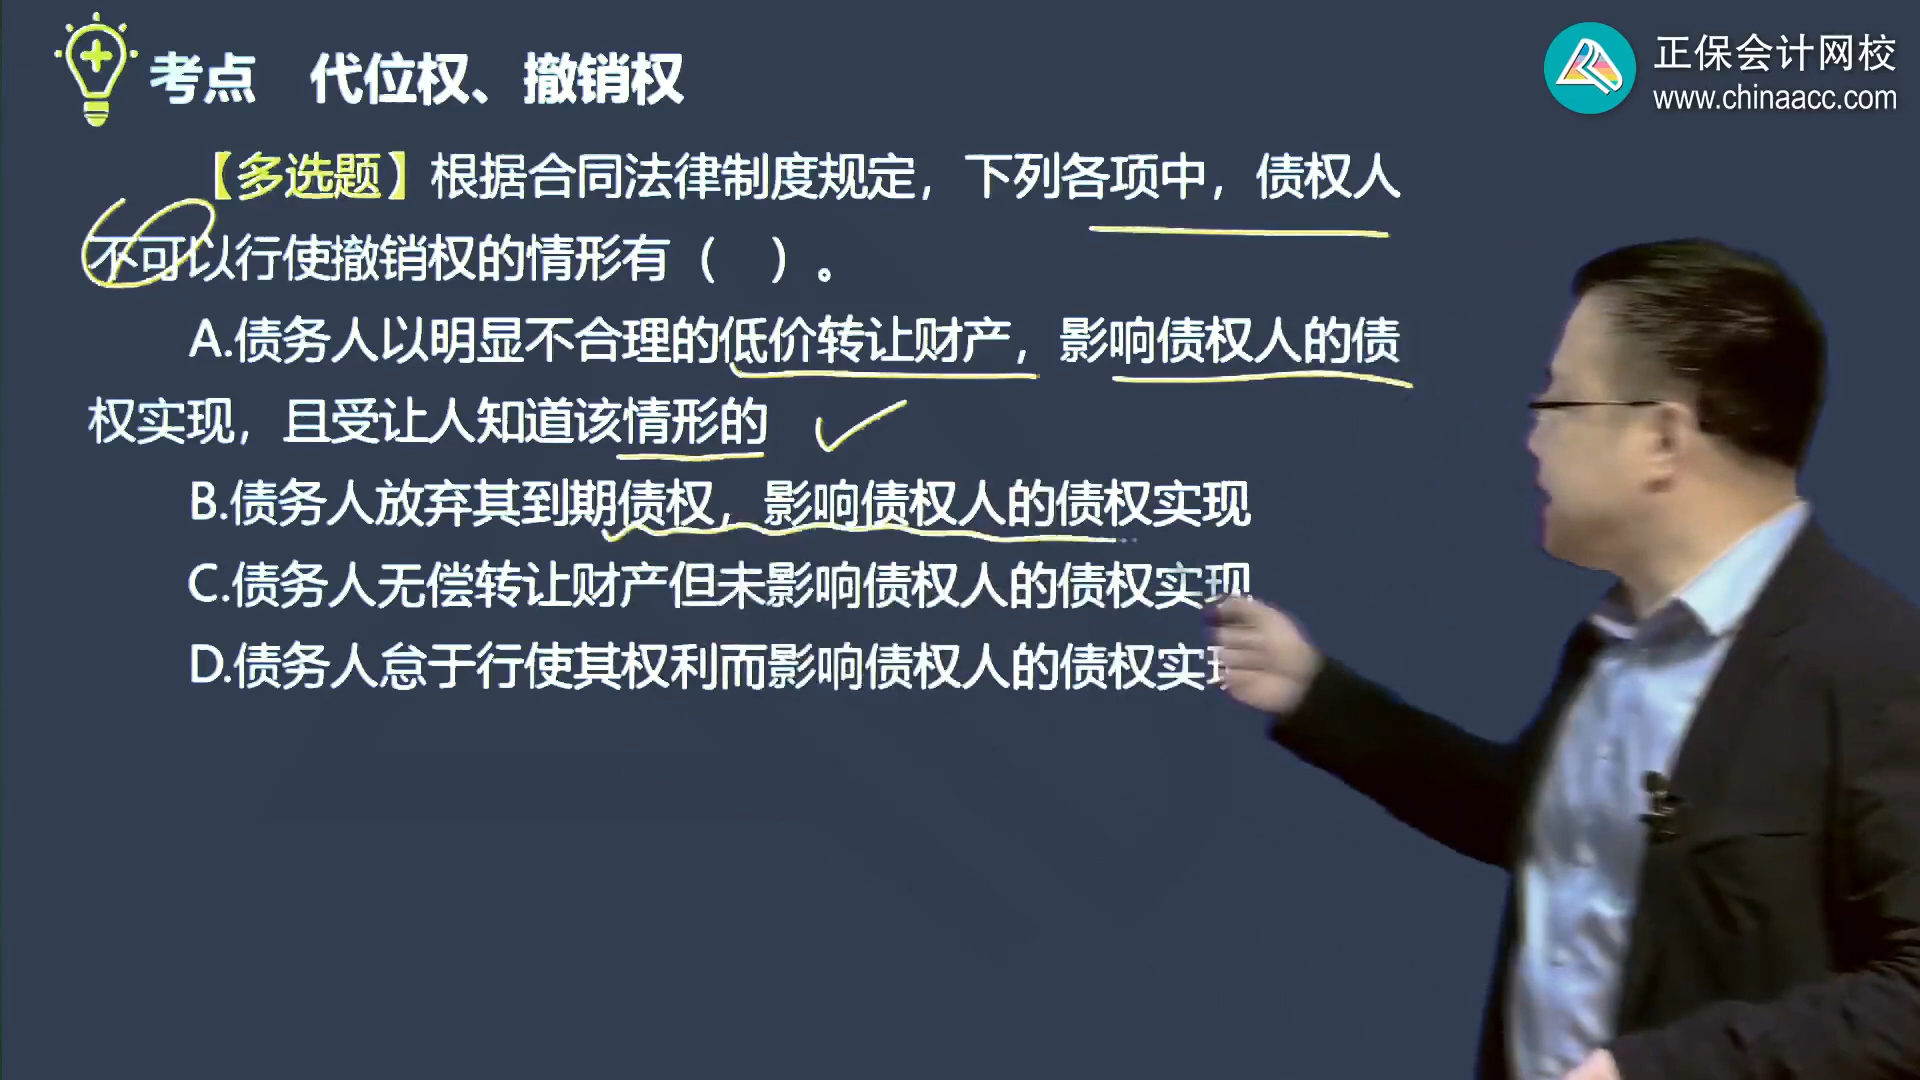 考点 代位权、撤销权
正保会计网校
www.chinaacc.com
【多选题】根据合同法律制度规定，下列各项中，债权人
不可以行使撤销权的情形有（ ）。
A.债务人以明显不合理的低价转让财产，影响债权人的债
权实现，且受让人知道该情形的
B.债务人放弃其到期债权，影响债权人的债权实现
C.债务人无偿转让财产但未影响债权人的债权实现
D.债务人怠于行使其权利而影响债权人的债权实现